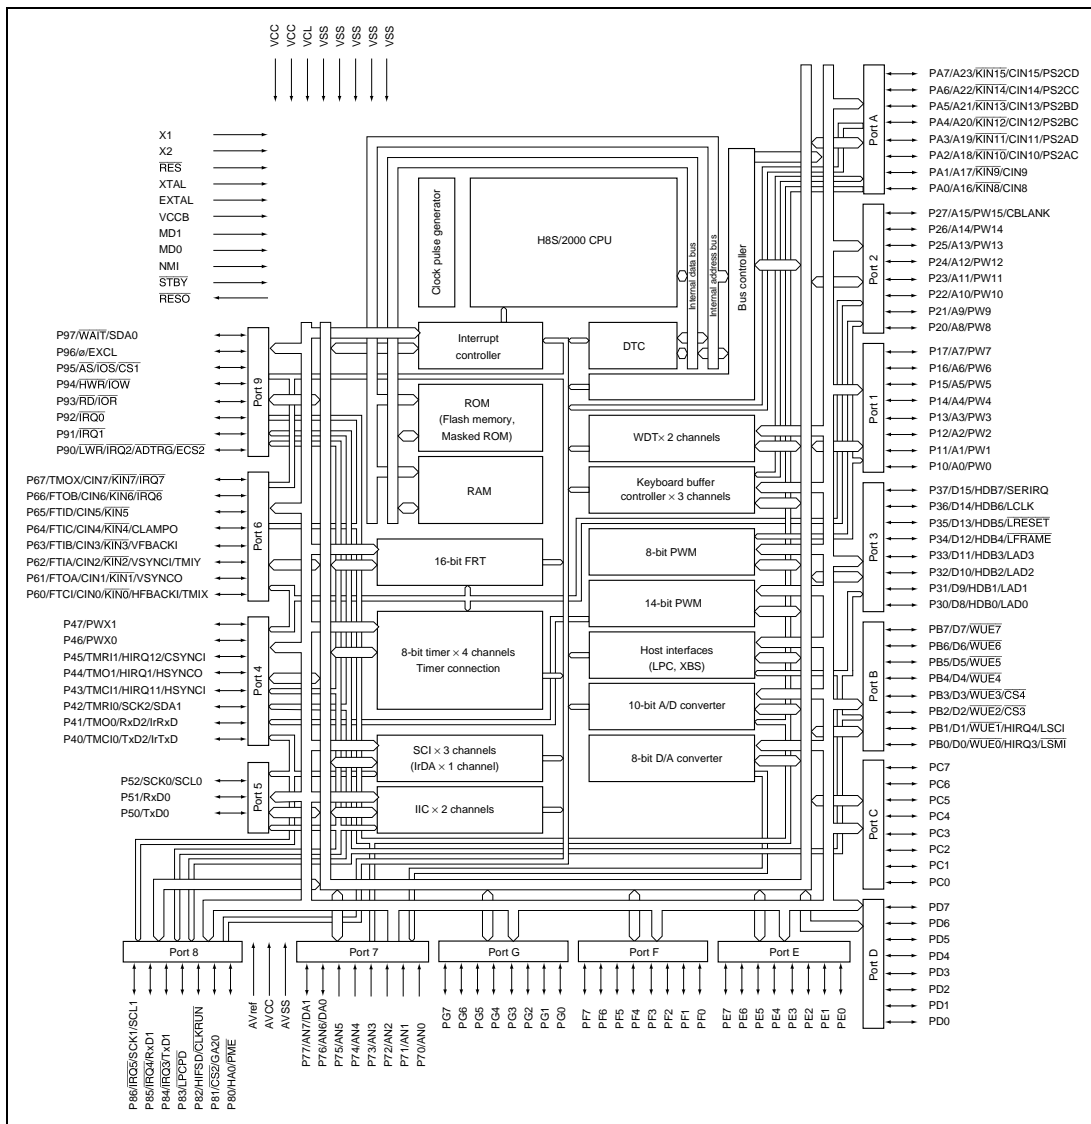 VCC
VCC
VCL
VSS
VSS
VSS
VSS
VSS
X1
X2
RES
XTAL
EXTAL
VCCB
MD1
MD0
NMI
STBY
RESO
P97/WAIT/SDA0
P96/ø/EXCL
P95/AS/IOS/CS1
P94/HWR/IOW
P93/RD/IOR
P92/IRQ0
P91/IRQ1
P90/LWR/IRQ2/ADTRG/ECS2
Port 9
P67/TMOX/CIN7/KIN7/IRQ7
P66/FTOB/CIN6/KIN6/IRQ6
P65/FTID/CIN5/KIN5
P64/FTIC/CIN4/KIN4/CLAMPO
P63/FTIB/CIN3/KIN3/VFBACKI
P62/FTIA/CIN2/KIN2/VSYNCI/TMIY
P61/FTOA/CIN1/KIN1/VSYNCO
P60/FTCI/CIN0/KIN0/HFBACKI/TMIX
Port 6
P47/PWX1
P46/PWX0
P45/TMRI1/HIRQ12/CSYNCI
P44/TMO1/HIRQ1/HSYNCO
P43/TMCI1/HIRQ11/HSYNCI
P42/TMRI0/SCK2/SDA1
P41/TMO0/RxD2/IrRxD
P40/TMCI0/TxD2/IrTxD
Port 4
P52/SCK0/SCL0
P51/RxD0
P50/TxD0
Port 5
Clock pulse generator
H8S/2000 CPU
Internal data bus
Internal address bus
Bus controller
Interrupt
controller
DTC
ROM
(Flash memory,
Masked ROM)
WDT× 2 channels
RAM
Keyboard buffer
controller × 3 channels
16-bit FRT
8-bit PWM
14-bit PWM
8-bit timer × 4 channels
Timer connection
Host interfaces
(LPC, XBS)
10-bit A/D converter
SCI × 3 channels
(IrDA × 1 channel)
8-bit D/A converter
IIC × 2 channels
Port A
PA7/A23/KIN15/CIN15/PS2CD
PA6/A22/KIN14/CIN14/PS2CC
PA5/A21/KIN13/CIN13/PS2BD
PA4/A20/KIN12/CIN12/PS2BC
PA3/A19/KIN11/CIN11/PS2AD
PA2/A18/KIN10/CIN10/PS2AC
PA1/A17/KIN9/CIN9
PA0/A16/KIN8/CIN8
Port 2
P27/A15/PW15/CBLANK
P26/A14/PW14
P25/A13/PW13
P24/A12/PW12
P23/A11/PW11
P22/A10/PW10
P21/A9/PW9
P20/A8/PW8
Port 1
P17/A7/PW7
P16/A6/PW6
P15/A5/PW5
P14/A4/PW4
P13/A3/PW3
P12/A2/PW2
P11/A1/PW1
P10/A0/PW0
Port 3
P37/D15/HDB7/SERIRQ
P36/D14/HDB6/LCLK
P35/D13/HDB5/LRESET
P34/D12/HDB4/LFRAME
P33/D11/HDB3/LAD3
P32/D10/HDB2/LAD2
P31/D9/HDB1/LAD1
P30/D8/HDB0/LAD0
Port B
PB7/D7/WUE7
PB6/D6/WUE6
PB5/D5/WUE5
PB4/D4/WUE4
PB3/D3/WUE3/CS4
PB2/D2/WUE2/CS3
PB1/D1/WUE1/HIRQ4/LSCI
PB0/D0/WUE0/HIRQ3/LSMI
Port C
PC7
PC6
PC5
PC4
PC3
PC2
PC1
PC0
Port D
PD7
PD6
PD5
PD4
PD3
PD2
PD1
PD0
Port 8
Port 7
Port G
Port F
Port E
P86/IRQ5/SCK1/SCL1
P85/IRQ4/RxD1
P84/IRQ3/TxD1
P83/LPCPD
P82/HIFSD/CLKRUN
P81/CS2/GA20
P80/HA0/PME
AVref
AVCC
AVSS
P77/AN7/DA1
P76/AN6/DA0
P75/AN5
P74/AN4
P73/AN3
P72/AN2
P71/AN1
P70/AN0
PG7
PG6
PG5
PG4
PG3
PG2
PG1
PG0
PF7
PF6
PF5
PF4
PF3
PF2
PF1
PF0
PE7
PE6
PE5
PE4
PE3
PE2
PE1
PE0